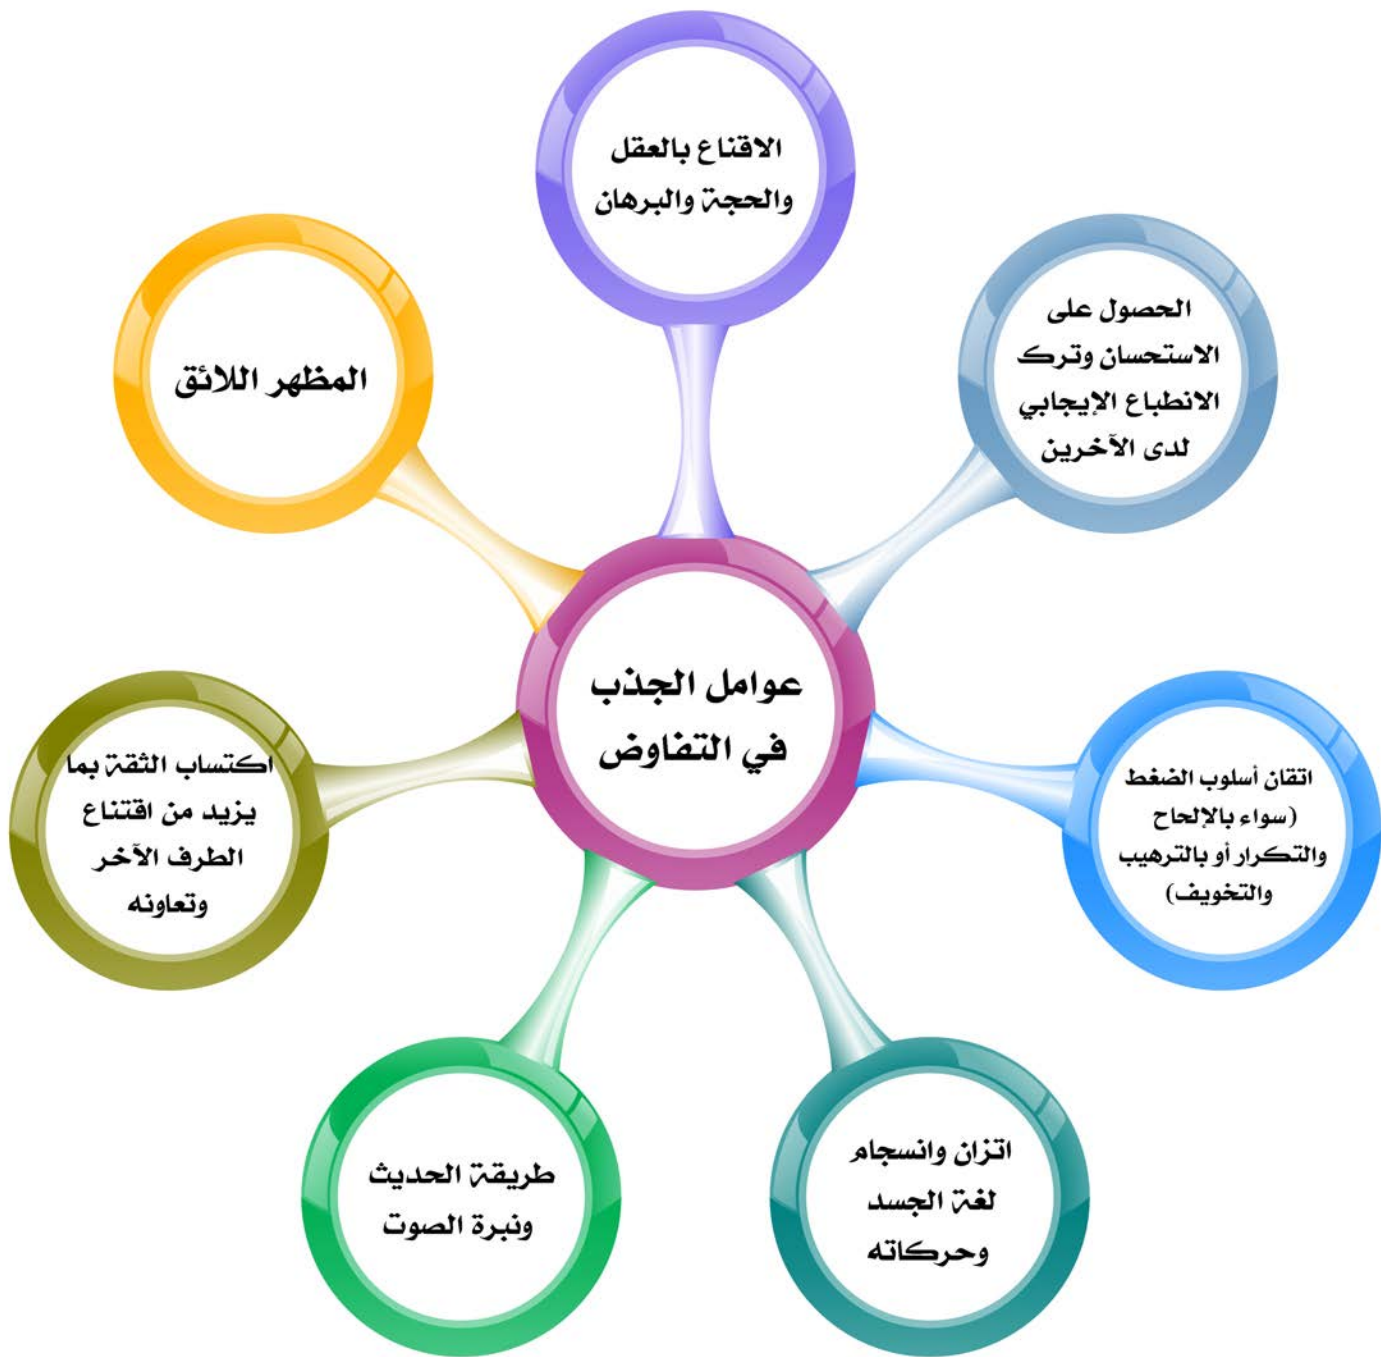 الاقناع بالعقل
والحجة والبرهان
الحصول على
الاستحسان وترك
الانطباع الإيجابي
لدى الآخرين
المظهر اللائق
عوامل الجذب
في التفاوض
اتقان أسلوب الضغط
(سواء بالإلحاح
والتكرار أو بالترهيب
والتخويف)
اكتساب الثقة بما
يزيد من اقتناع
الطرف الآخر
وتعاونه
اتزان وانسجام
لغة الجسد
وحركاته
طريقة الحديث
ونبرة الصوت